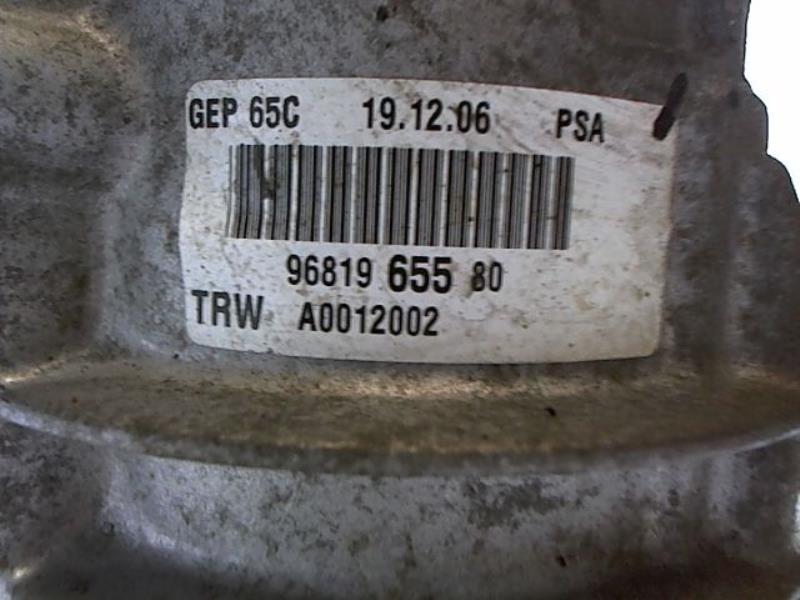 GEP 65C 19.12.06 PSA
96819 655 80
TRW A0012002